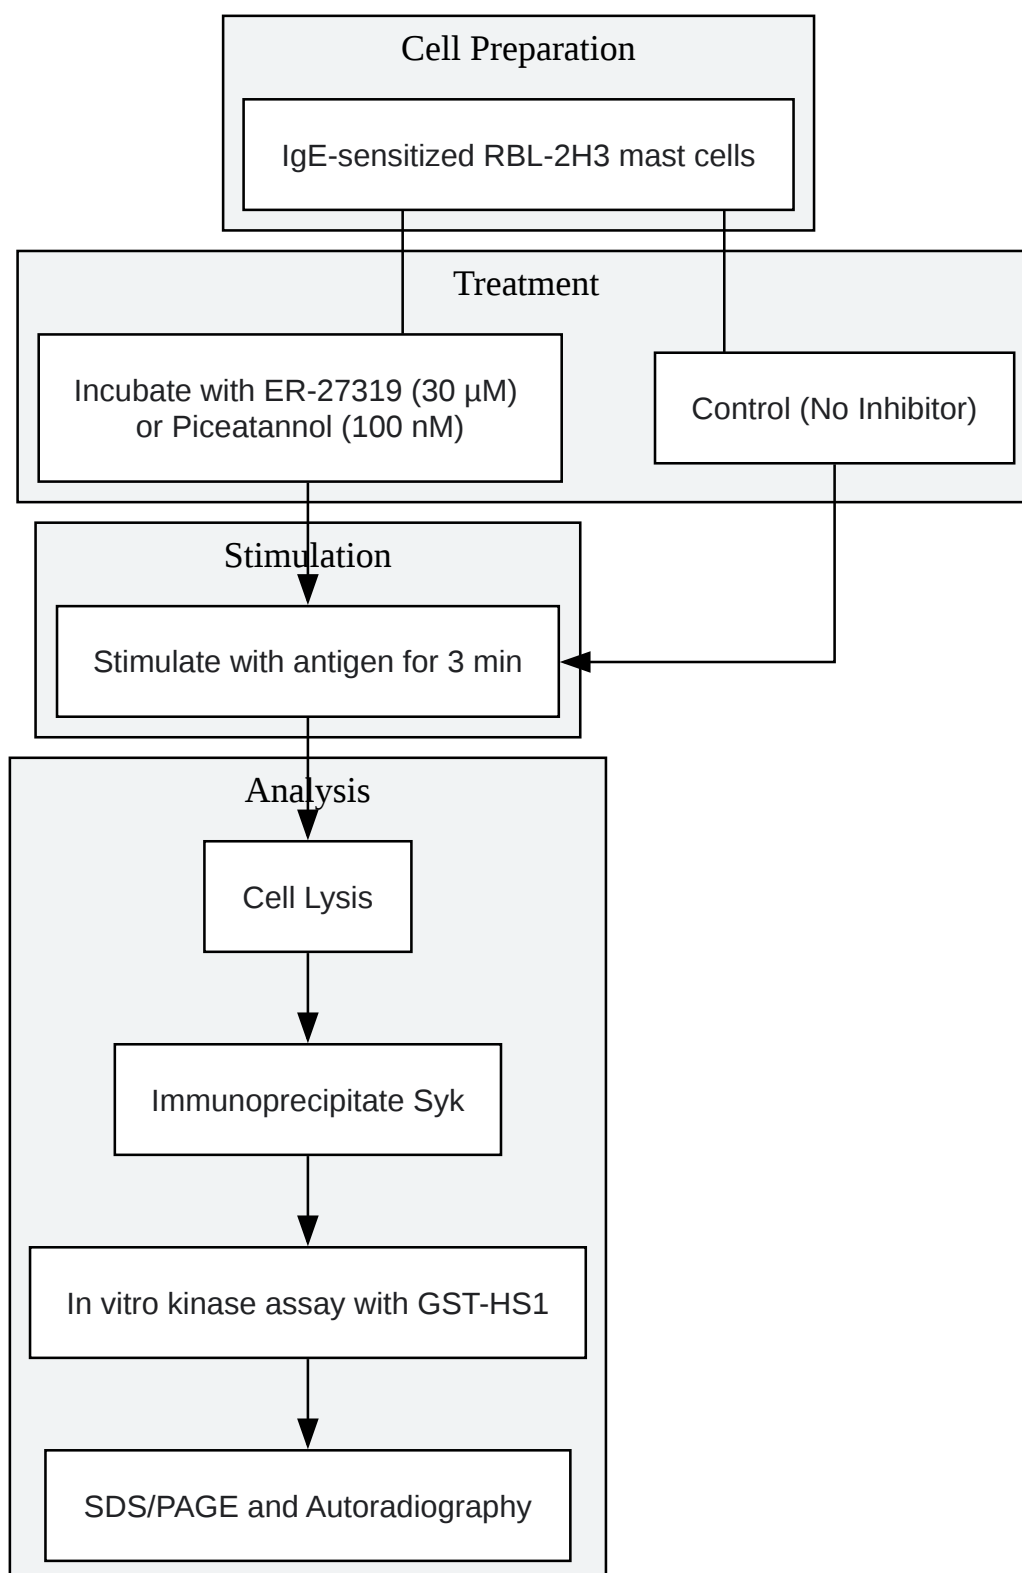 Cell Preparation
IgE-sensitized RBL-2H3 mast cells
Treatment
Incubate with ER-27319 (30 µM)
or Piceatannol (100 nM)
Control (No Inhibitor)
Stimulation
Stimulate with antigen for 3 min
Analysis
Cell Lysis
Immunoprecipitate Syk
In vitro kinase assay with GST-HS1
SDS/PAGE and Autoradiography